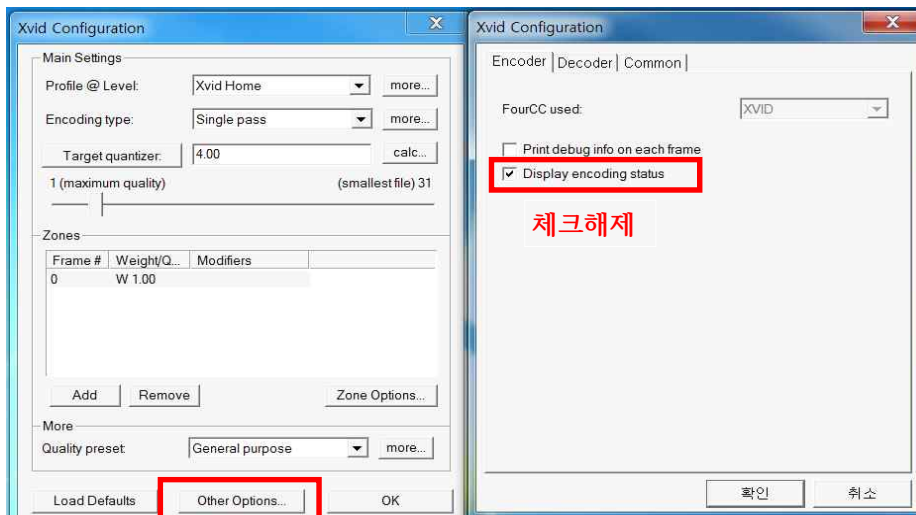 Xvid Configuration
X
Main Settings
Profile @ Level:
Xvid Home
more...
Encoding type:
Single pass
more...
Target quantizer:
4.00
calc...
1 (maximum quality)
(smallest file) 31
Zones
Frame #
Weight/Q...
Modifiers
0
W 1.00
Add
Remove
Zone Options...
More
Quality preset:
General purpose
more...
Load Defaults
Other Options...
OK
Xvid Configuration
X
Encoder
Decoder
Common
FourCC used:
XVID
Print debug info on each frame
Display encoding status
체크해제
확인
취소